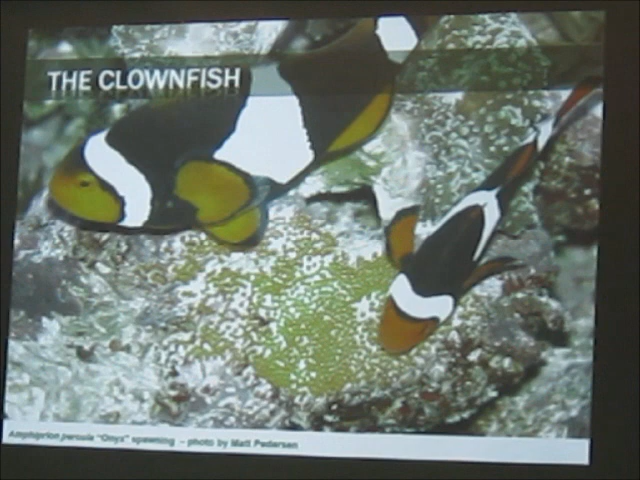 THE CLOWNFISH
Amphiprion percula "Onyx" spawning - photo by Matt Pedersen